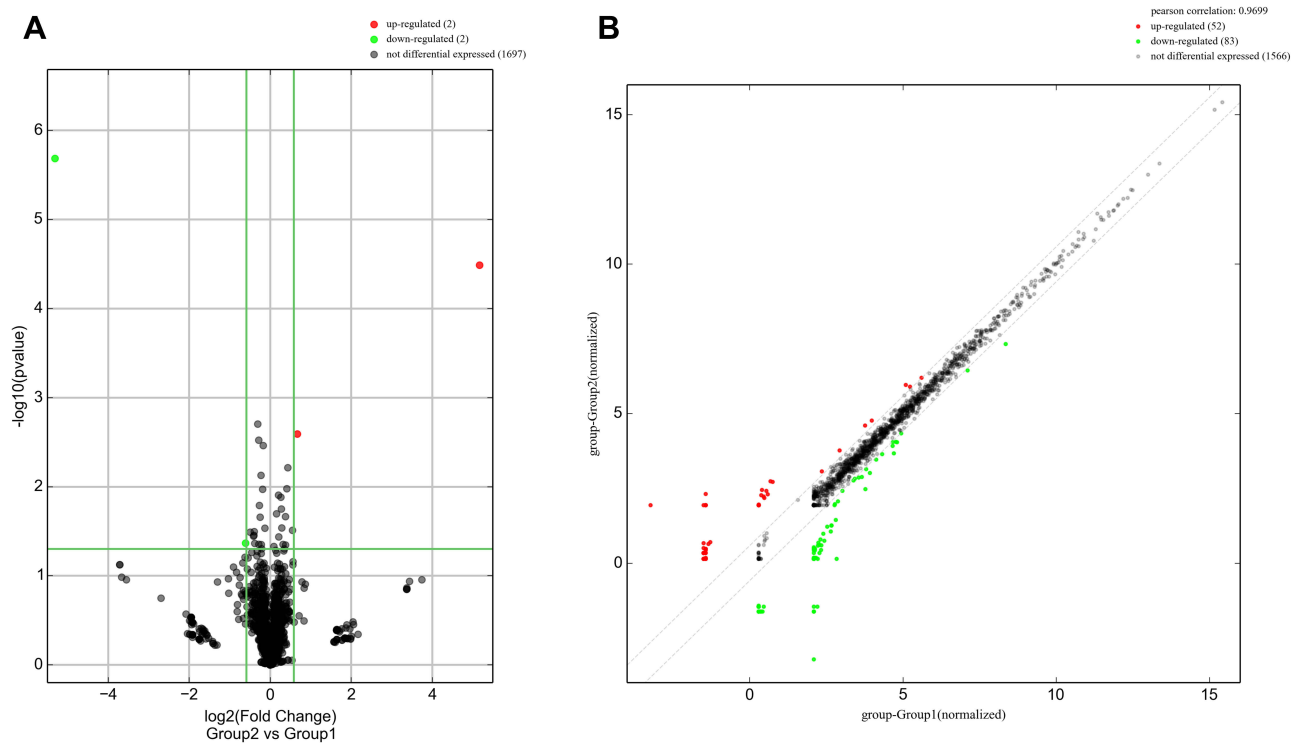 A
up-regulated (2)
down-regulated (2)
not differential expressed (1697)
6
5
4
3
2
1
0
-log10(pvalue)
−4
−2
0
2
4
log2(Fold Change)
Group2 vs Group1
B
pearson correlation: 0.9699
up-regulated (52)
down-regulated (83)
not differential expressed (1566)
15
10
5
0
group-Group2(normalized)
0
5
10
15
group-Group1(normalized)